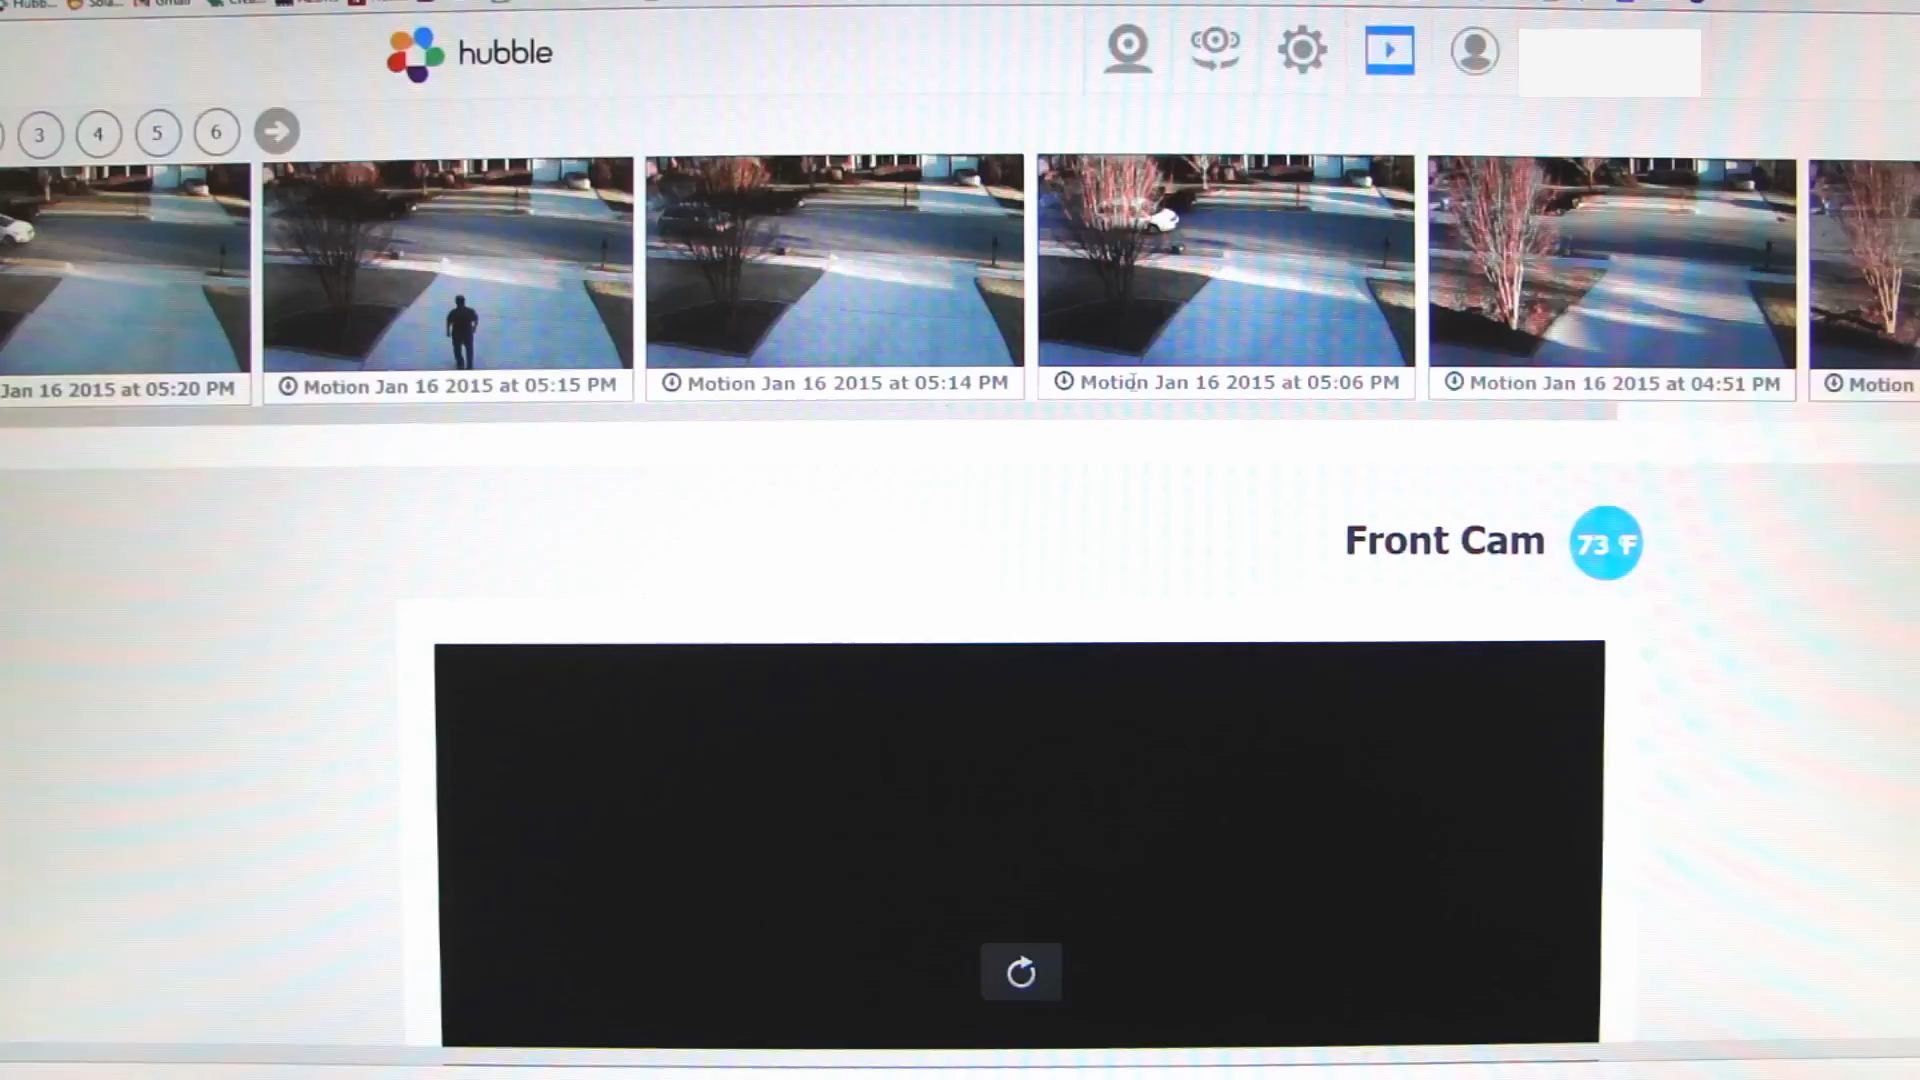 Gmail
hubble
3 4 5 6
Jan 16 2015 at 05:20 PM
Motion Jan 16 2015 at 05:15 PM
Motion Jan 16 2015 at 05:14 PM
Motion Jan 16 2015 at 05:06 PM
Motion Jan 16 2015 at 04:51 PM
Motion
Front Cam
73 F